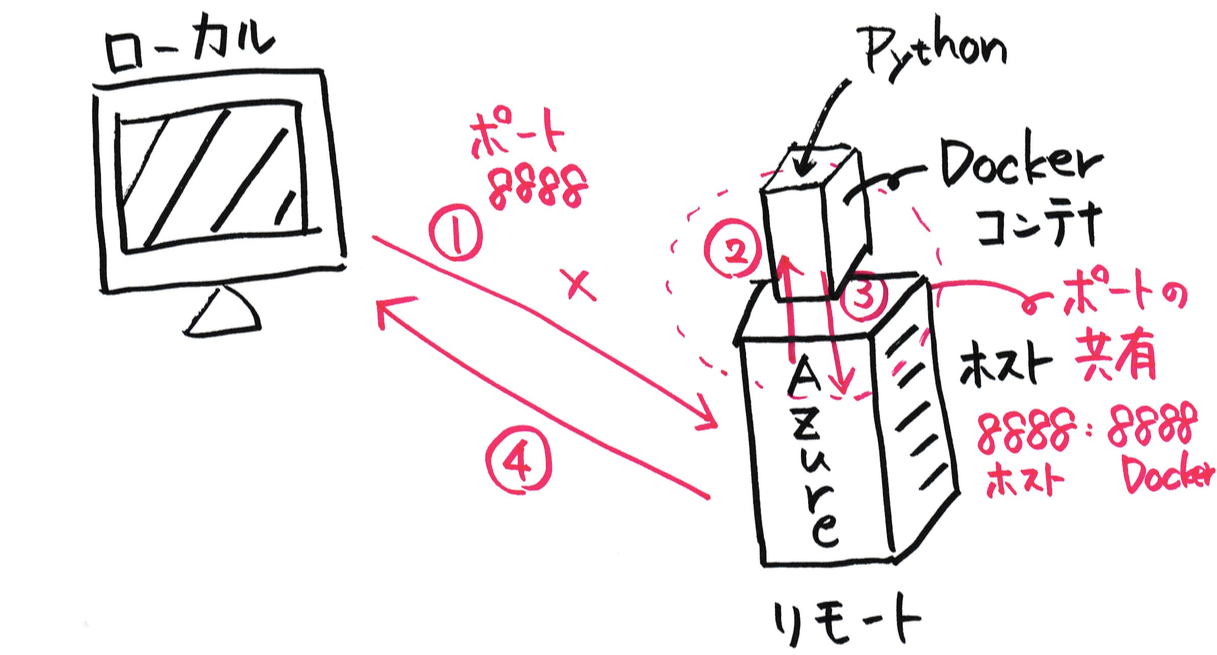 ローカル
ポート
8888
①
×
④
Python
Docker
コンテナ
②
③
ポートの
共有
ホスト
8888:8888
ホスト Docker
Azure
リモート